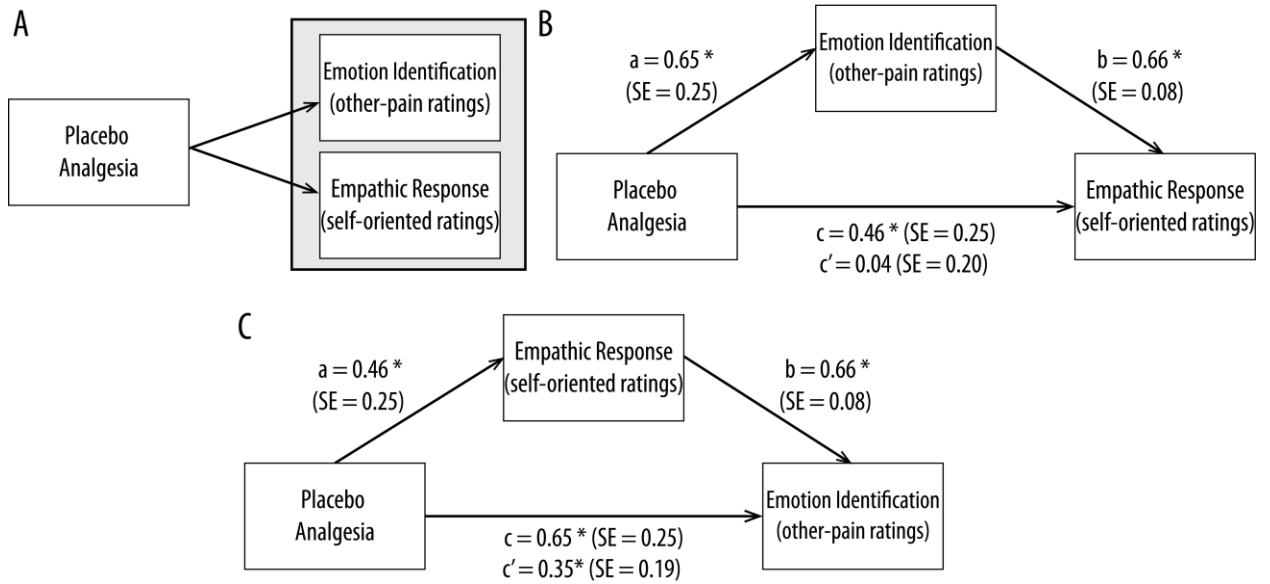 A
Placebo
Analgesia
Emotion Identification
(other-pain ratings)
Empathic Response
(self-oriented ratings)
B
a = 0.65 *
(SE = 0.25)
Emotion Identification
(other-pain ratings)
b = 0.66 *
(SE = 0.08)
Placebo
Analgesia
Empathic Response
(self-oriented ratings)
c = 0.46 * (SE = 0.25)
c’ = 0.04 (SE = 0.20)
C
a = 0.46 *
(SE = 0.25)
Empathic Response
(self-oriented ratings)
b = 0.66 *
(SE = 0.08)
Placebo
Analgesia
Emotion Identification
(other-pain ratings)
c = 0.65 * (SE = 0.25)
c’ = 0.35* (SE = 0.19)